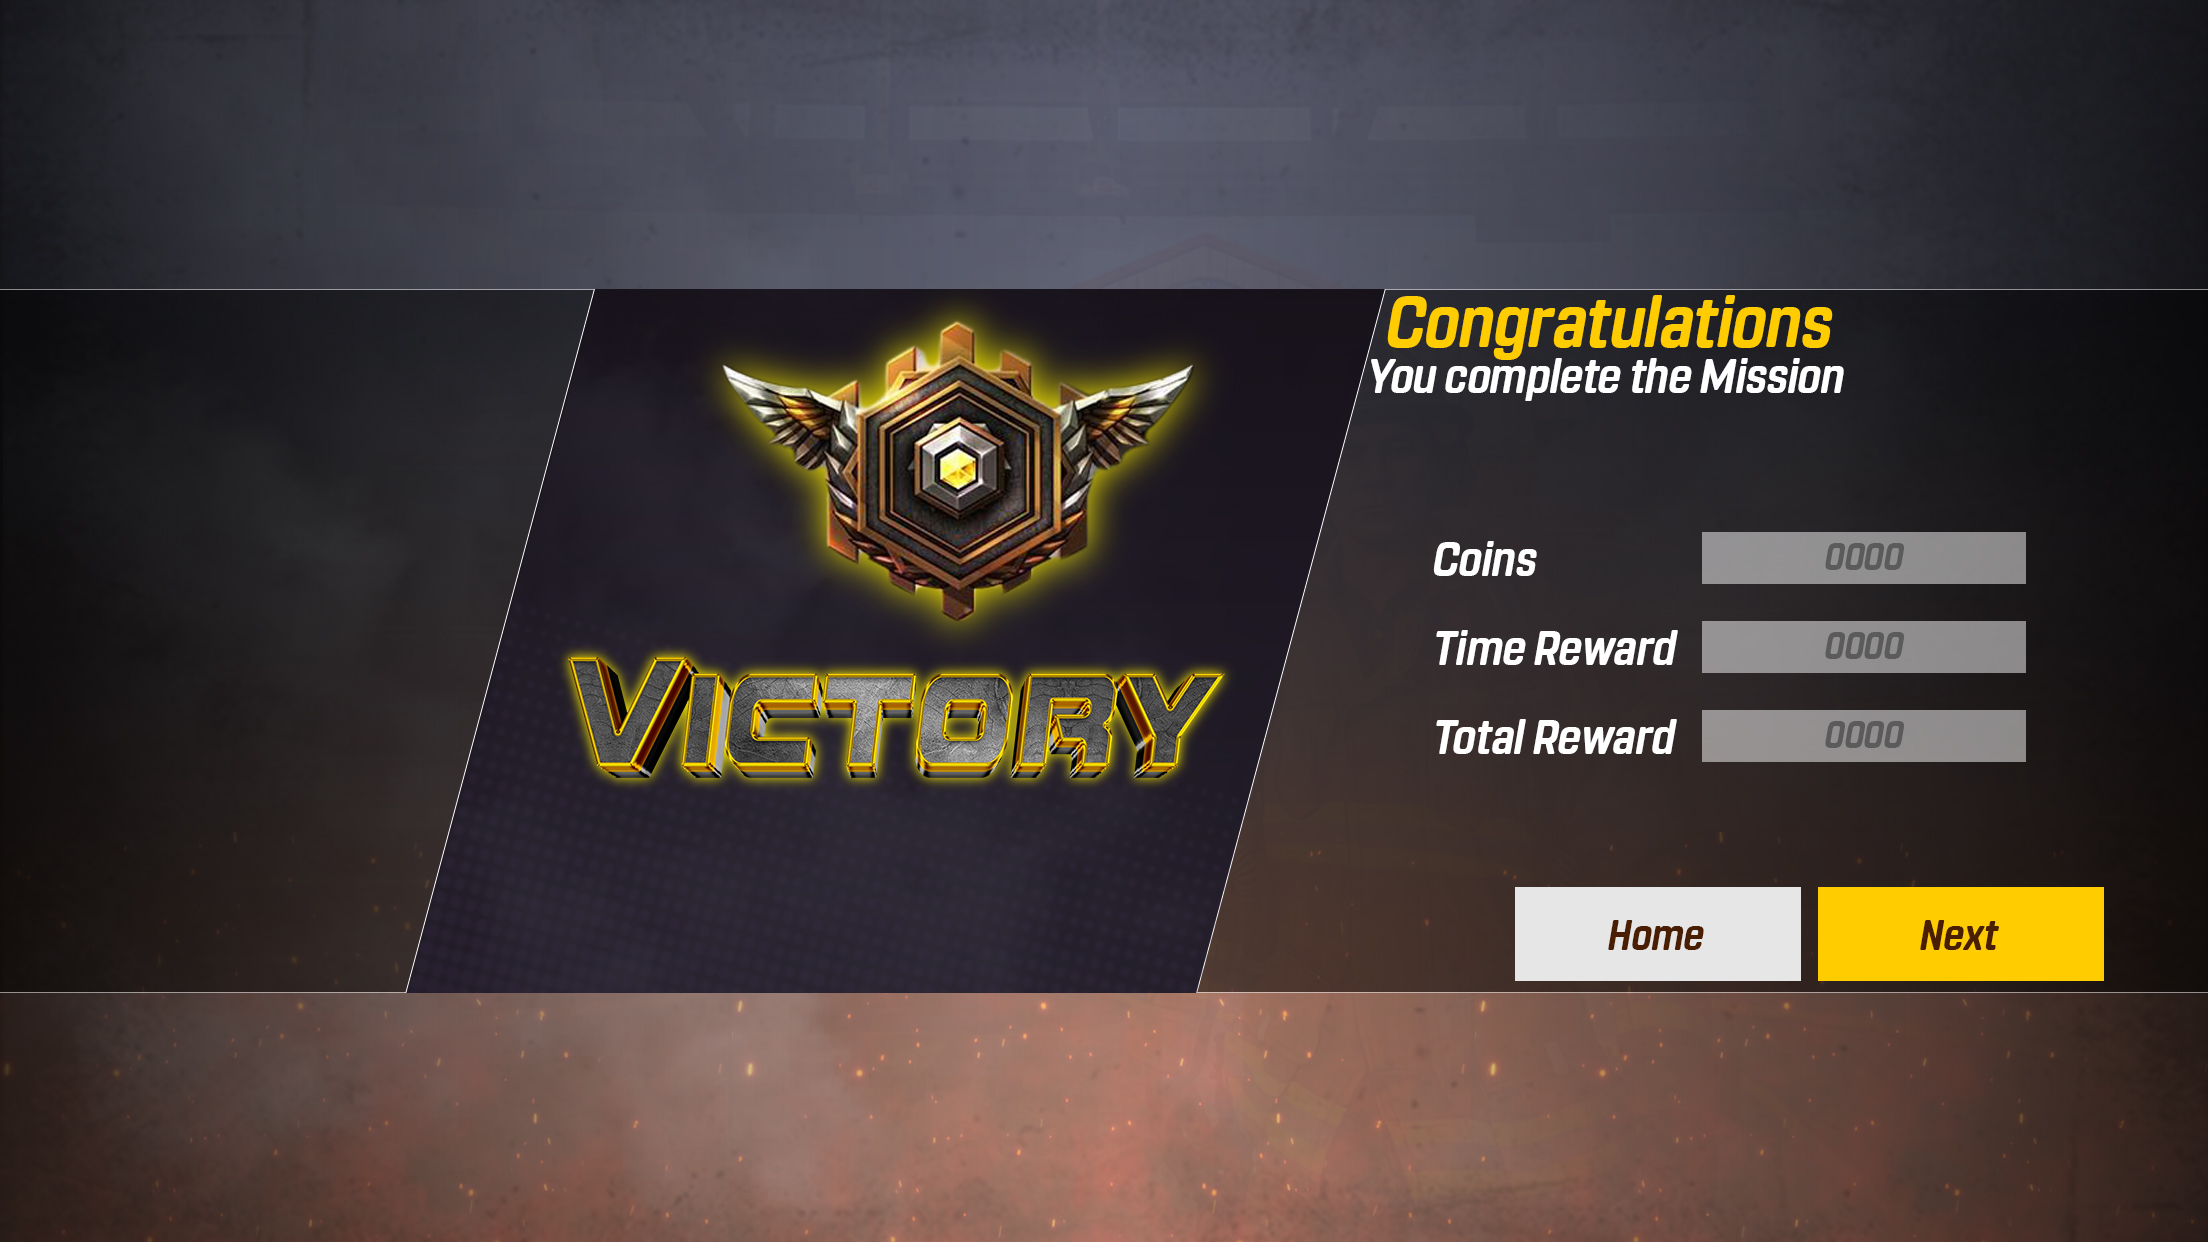 VICTORY
Congratulations
You complete the Mission
Coins 0000
Time Reward 0000
Total Reward 0000
Home Next